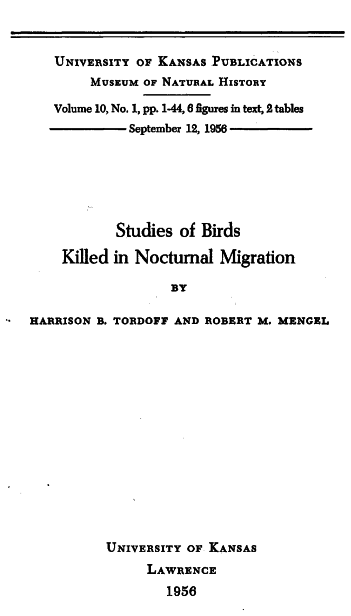 UNIVERSITY OF KANSAS PUBLICATIONS
MUSEUM OF NATURAL HISTORY
Volume 10, No. 1, pp. 1-44, 6 figures in text, 2 tables
September 12, 1956
Studies of Birds
Killed in Nocturnal Migration
BY
HARRISON B. TORDOFF AND ROBERT M. MENGEL
UNIVERSITY OF KANSAS
LAWRENCE
1956